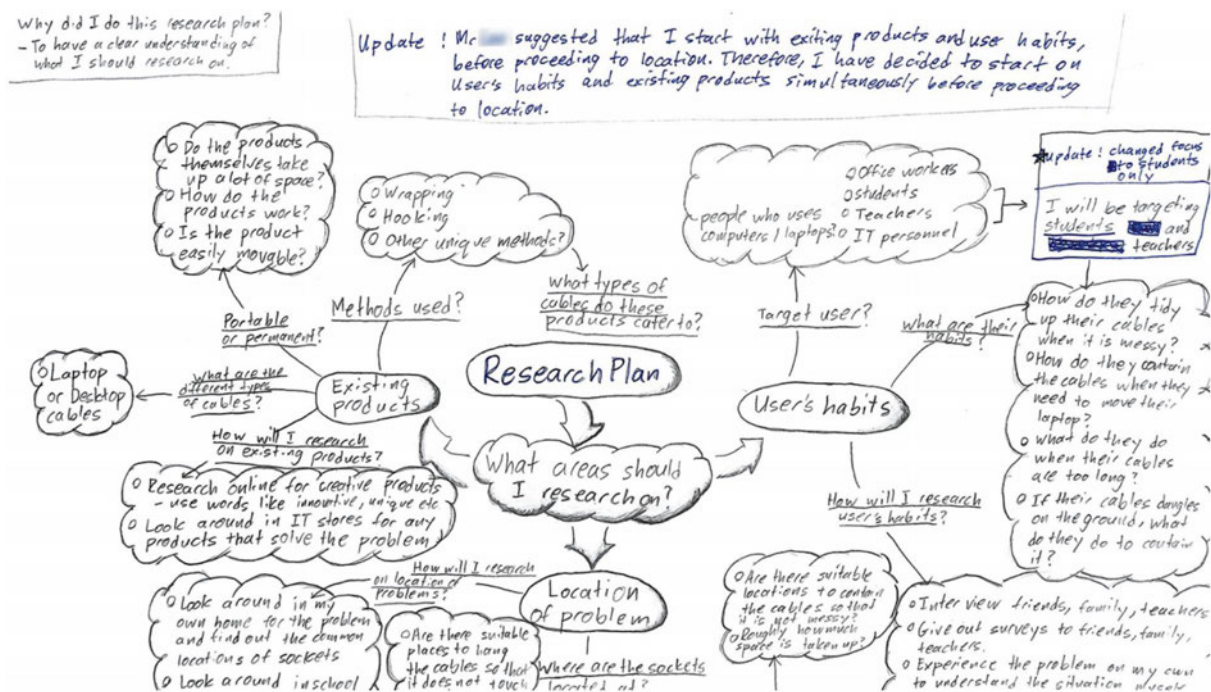 Why did I do this research plan?
- To have a clear understanding of
what I should research on.
Update ! Mr suggested that I start with exiting products and user habits,
before proceeding to location. Therefore, I have decided to start on
User's habits and existing products simultaneously before proceeding
to location.
Do the products
themselves take
up a lot of space?
How do the
products work?
Is the product
easily movable?
Wrapping
Hooking
Other unique methods?
people who uses
computers / laptops?
Office workers
students
Teachers
IT personnel
Update ! changed focus
to students
only
I will be targeting
students and
teachers
Portable
or permanent?
Methods used?
What types of
cables do these
products cater to?
Target user?
What are their
habits?
Research Plan
Laptop
or Desktop
cables
What are the
different types
of cables?
Existing
products
User's habits
How do they tidy
up their cables
when it is messy?
How do they contain
the cables when they
need to move their
laptop?
What do they do
when their cables
are too long?
If their cables dangles
on the ground, what
do they do to contain
it?
How will I research
on existing products?
Research online for creative products
- use words like innovative, unique etc
Look around in IT stores for any
products that solve the problem
What areas should
I research on?
How will I research
user's habits?
How will I research
on location of
problems?
Location
of problem
Look around in my
own home for the problem
and find out the common
locations of sockets
Look around in school
Are there suitable
places to hang
the cables so that
it does not touch
Where are the sockets
located at?
Are there suitable
locations to contain
the cables so that
it is not messy?
Roughly how much
space is taken up?
Interview friends, family, teachers
Give out surveys to friends, family,
teachers.
Experience the problem on my own
to understand the situation myself